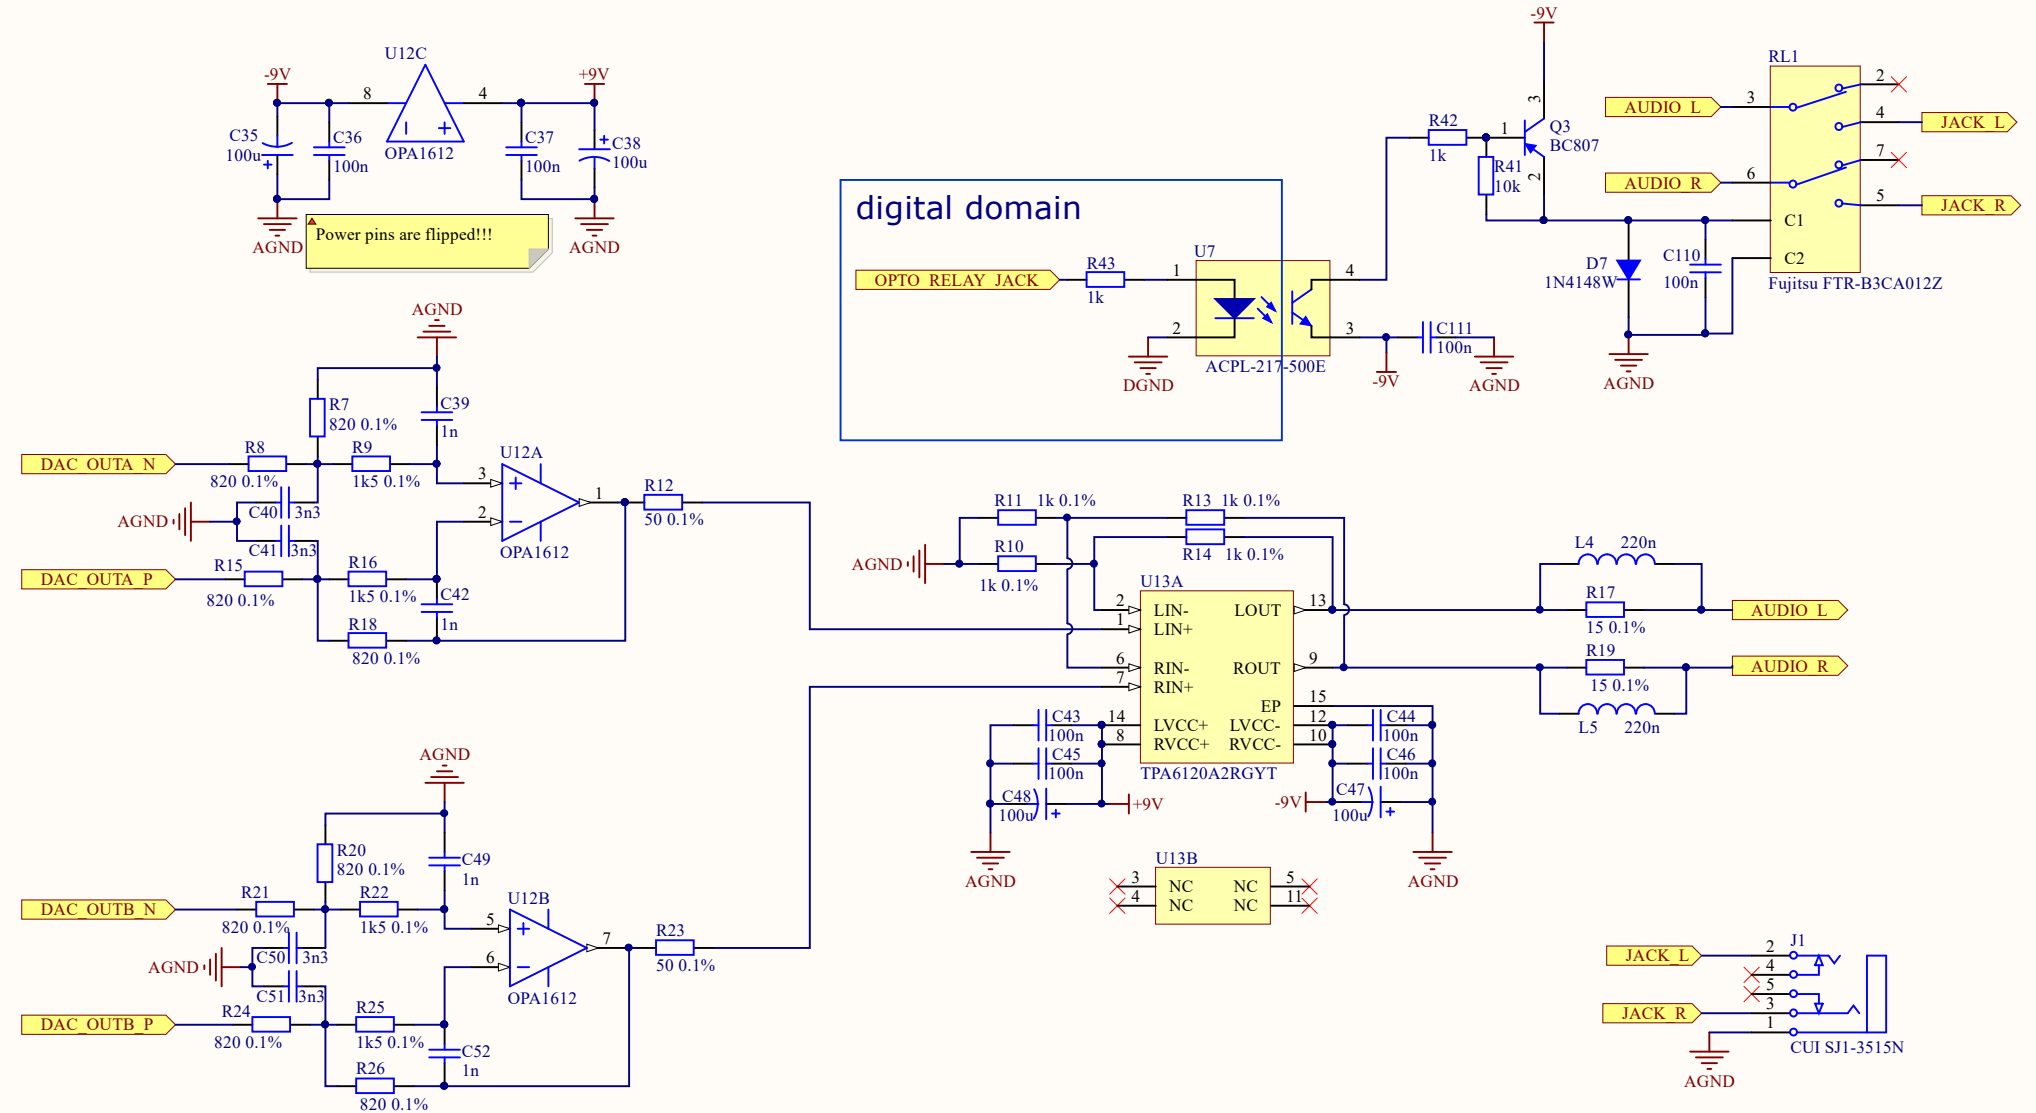 U12C
-9V
+9V
8
4
C35
100u
C36
100n
C37
100n
C38
100u
OPA1612
AGND
AGND
Power pins are flipped!!!
digital domain
OPTO_RELAY_JACK
R43
1k
U7
1
2
4
3
DGND
ACPL-217-500E
-9V
C111
100n
AGND
-9V
R42
1k
R41
10k
1
3
2
Q3
BC807
D7
1N4148W
C110
100n
AGND
RL1
AUDIO_L
3
2
4
JACK_L
7
AUDIO_R
6
5
JACK_R
C1
C2
Fujitsu FTR-B3CA012Z
AGND
R7
820 0.1%
C39
1n
DAC_OUTA_N
R8
820 0.1%
R9
1k5 0.1%
AGND
C40
3n3
C41
3n3
DAC_OUTA_P
R15
820 0.1%
R16
1k5 0.1%
C42
1n
R18
820 0.1%
U12A
3
2
1
OPA1612
R12
50 0.1%
R11
1k 0.1%
R13
1k 0.1%
AGND
R10
1k 0.1%
R14
1k 0.1%
U13A
2
LIN-
LOUT
13
1
LIN+
6
RIN-
ROUT
9
7
RIN+
EP
15
14
LVCC+
LVCC-
12
8
RVCC+
RVCC-
10
TPA6120A2RGYT
C43
100n
C45
100n
C48
100u
+9V
AGND
C44
100n
C46
100n
-9V
C47
100u
AGND
L4
220n
R17
15 0.1%
AUDIO_L
R19
15 0.1%
AUDIO_R
L5
220n
U13B
3
NC
NC
5
4
NC
NC
11
AGND
R20
820 0.1%
C49
1n
DAC_OUTB_N
R21
820 0.1%
R22
1k5 0.1%
AGND
C50
3n3
C51
3n3
DAC_OUTB_P
R24
820 0.1%
R25
1k5 0.1%
C52
1n
R26
820 0.1%
U12B
5
6
7
OPA1612
R23
50 0.1%
J1
JACK_L
2
4
5
JACK_R
3
1
AGND
CUI SJ1-3515N